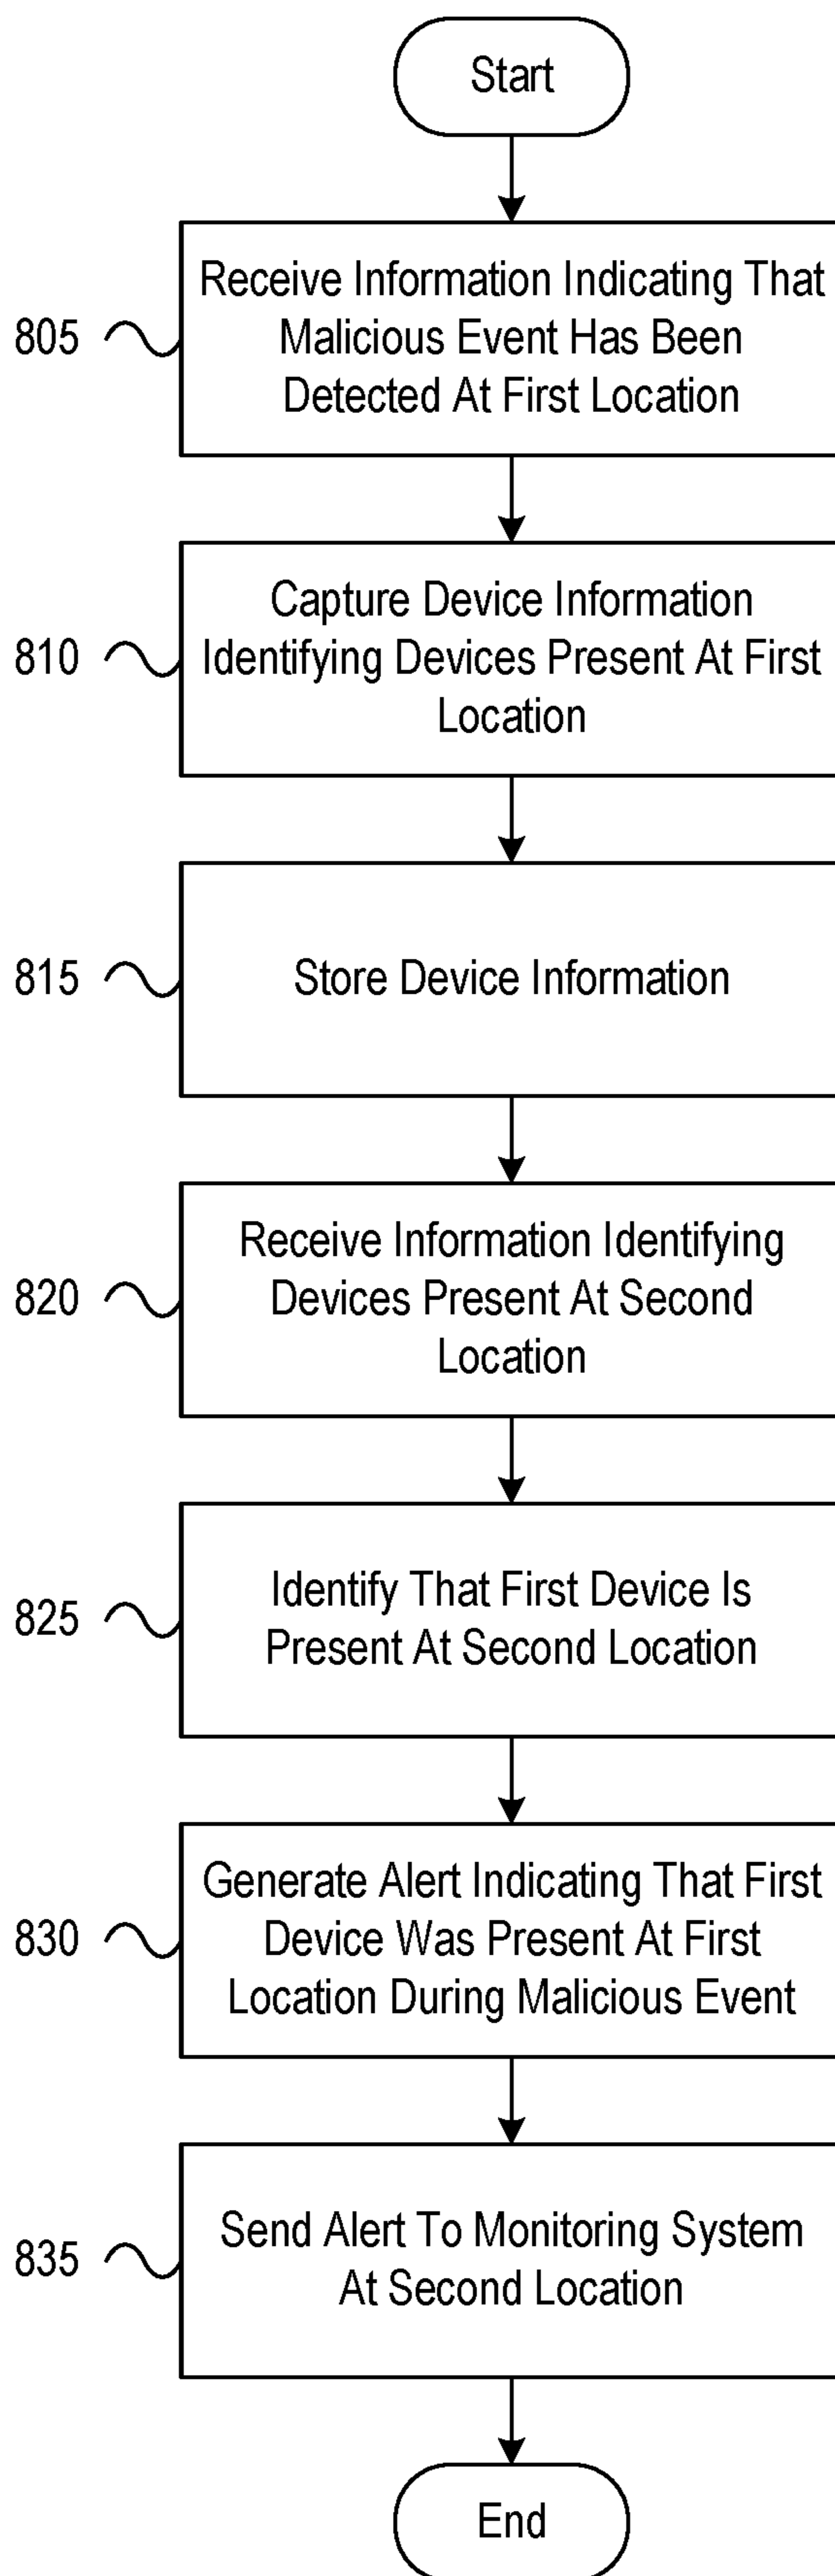 Start
805
Receive Information Indicating That
Malicious Event Has Been
Detected At First Location
810
Capture Device Information
Identifying Devices Present At First
Location
815
Store Device Information
820
Receive Information Identifying
Devices Present At Second
Location
825
Identify That First Device Is
Present At Second Location
830
Generate Alert Indicating That First
Device Was Present At First
Location During Malicious Event
835
Send Alert To Monitoring System
At Second Location
End